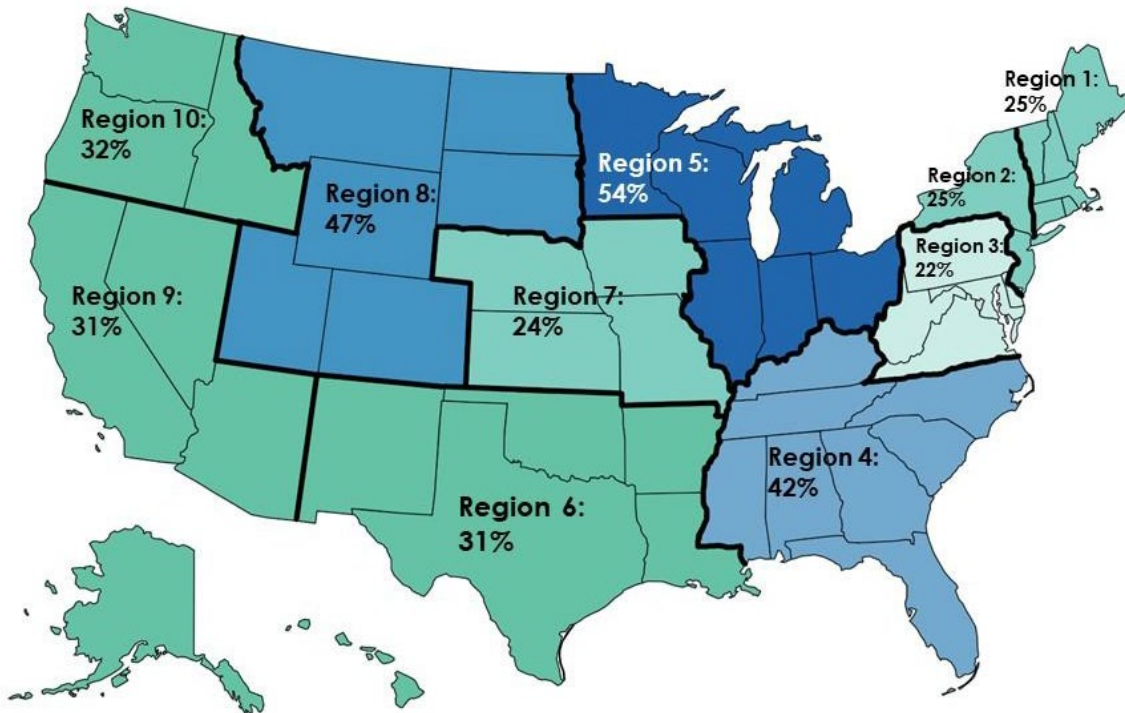 Region 1:
25%
Region 10:
32%
Region 5:
54%
Region 2:
25%
Region 8:
47%
Region 3:
22%
Region 9:
31%
Region 7:
24%
Region 4:
42%
Region 6:
31%